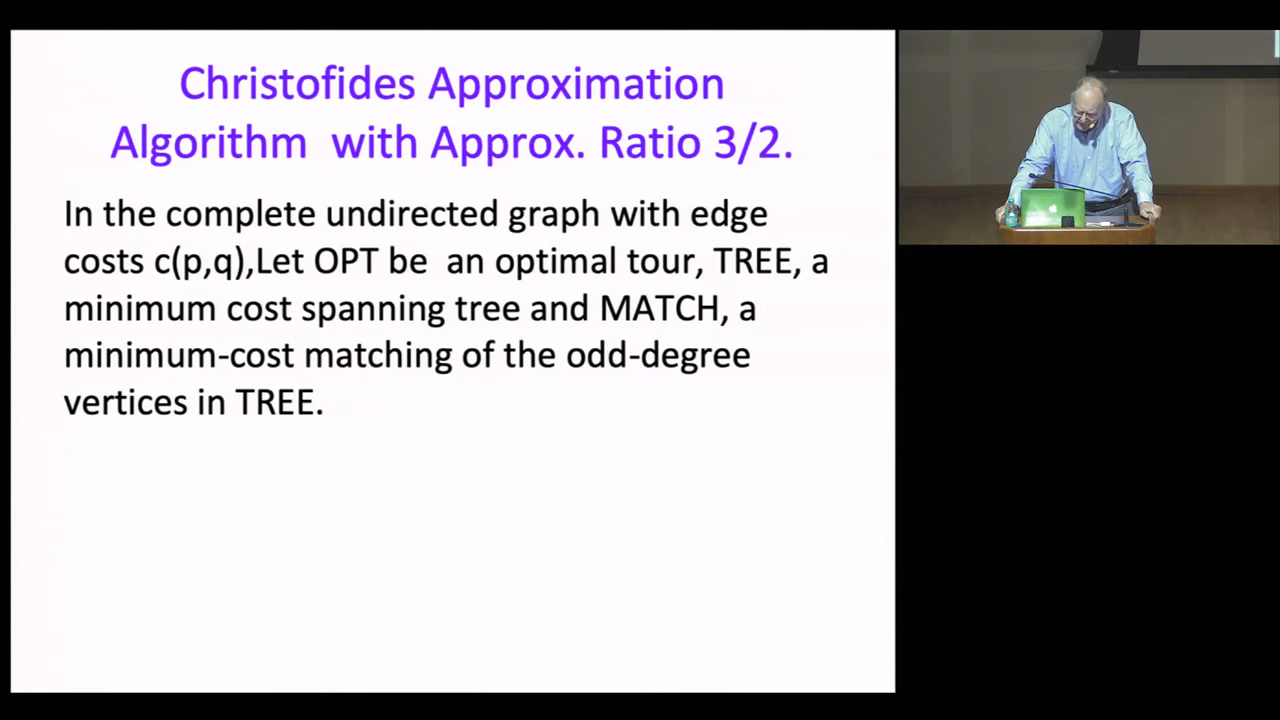 Christofides Approximation
Algorithm with Approx. Ratio 3/2.
In the complete undirected graph with edge
costs c(p,q),Let OPT be an optimal tour, TREE, a
minimum cost spanning tree and MATCH, a
minimum-cost matching of the odd-degree
vertices in TREE.